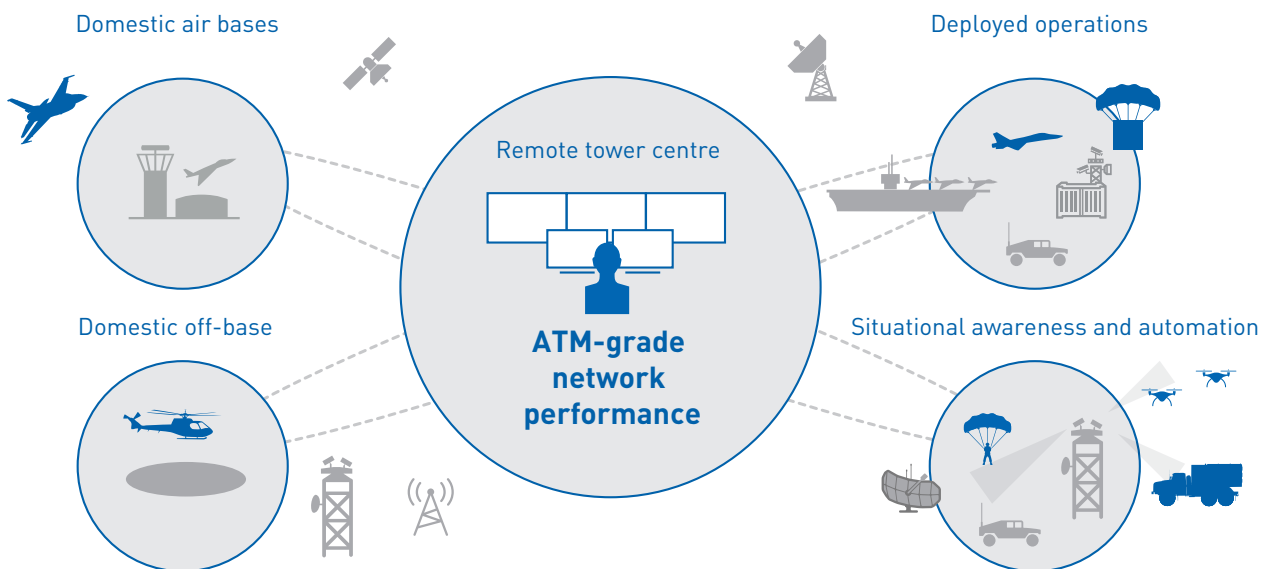 Domestic air bases
Deployed operations
Remote tower centre
ATM-grade
network
performance
Domestic off-base
Situational awareness and automation